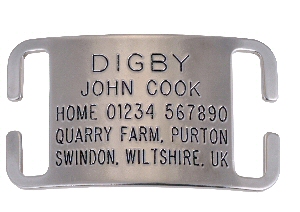 DIGBY
JOHN COOK
HOME 01234 567890
QUARRY FARM, PURTON
SWINDON, WILTSHIRE, UK